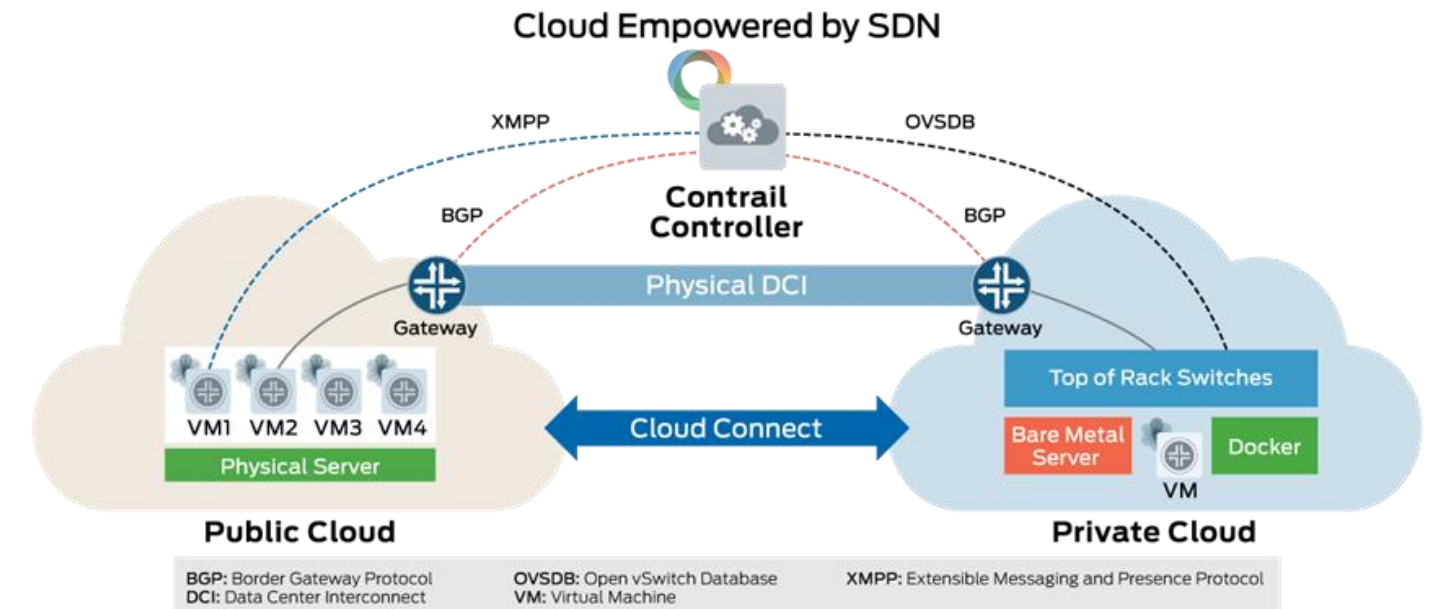 Cloud Empowered by SDN
XMPP
OVSDB
Contrail
Controller
BGP
BGP
Physical DCI
Gateway
Gateway
VM1 VM2 VM3 VM4
Physical Server
Cloud Connect
Top of Rack Switches
Bare Metal
Server
Docker
VM
Public Cloud
Private Cloud
BGP: Border Gateway Protocol
DCI: Data Center Interconnect
OVSDB: Open vSwitch Database
VM: Virtual Machine
XMPP: Extensible Messaging and Presence Protocol